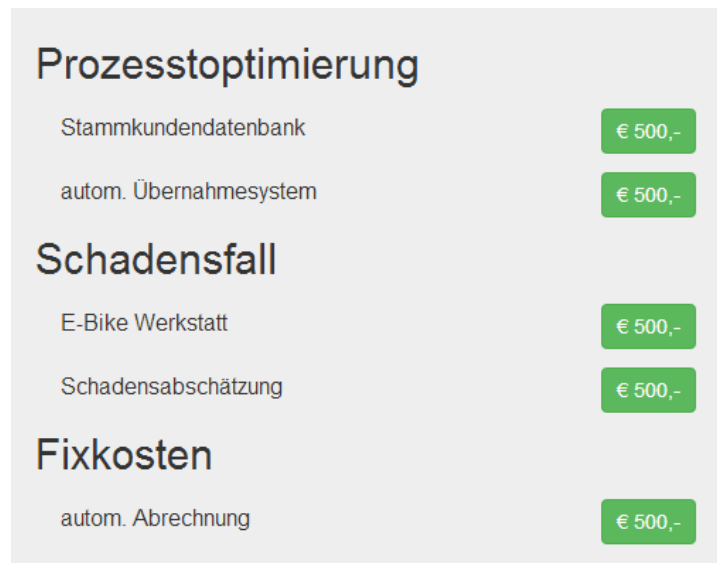 Prozesstoptimierung
Stammkundendatenbank € 500,-
autom. Übernahmesystem € 500,-
Schadensfall
E-Bike Werkstatt € 500,-
Schadensabschätzung € 500,-
Fixkosten
autom. Abrechnung € 500,-